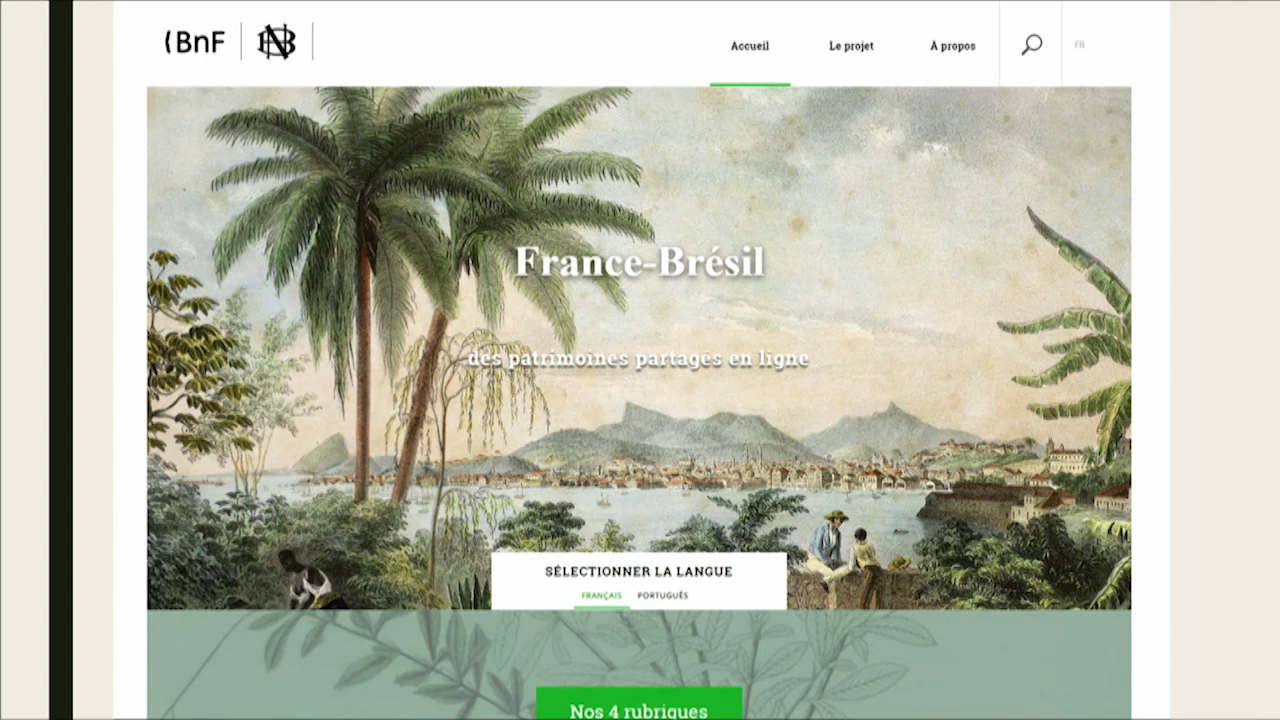 (BnF
Accueil
Le projet
À propos
FR
France-Brésil
des patrimoines partagés en ligne
SÉLECTIONNER LA LANGUE
FRANÇAIS PORTUGUÊS
Nos 4 rubriques